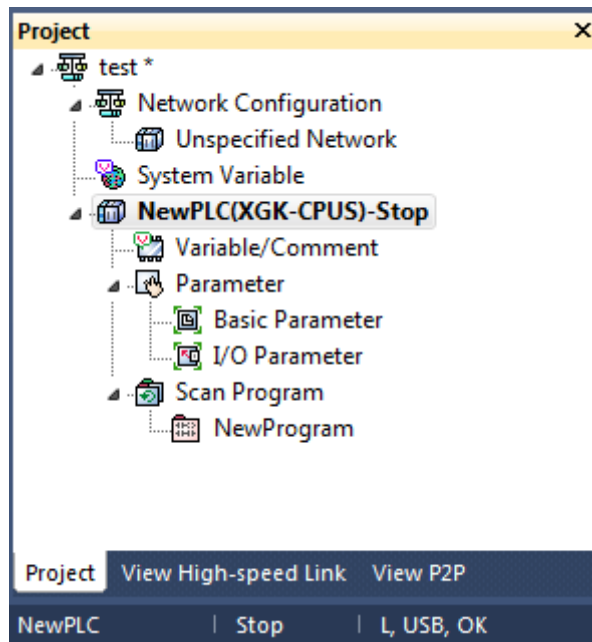 Project
test *
Network Configuration
Unspecified Network
System Variable
NewPLC(XGK-CPUS)-Stop
Variable/Comment
Parameter
Basic Parameter
I/O Parameter
Scan Program
NewProgram
Project View High-speed Link View P2P
NewPLC Stop L, USB, OK